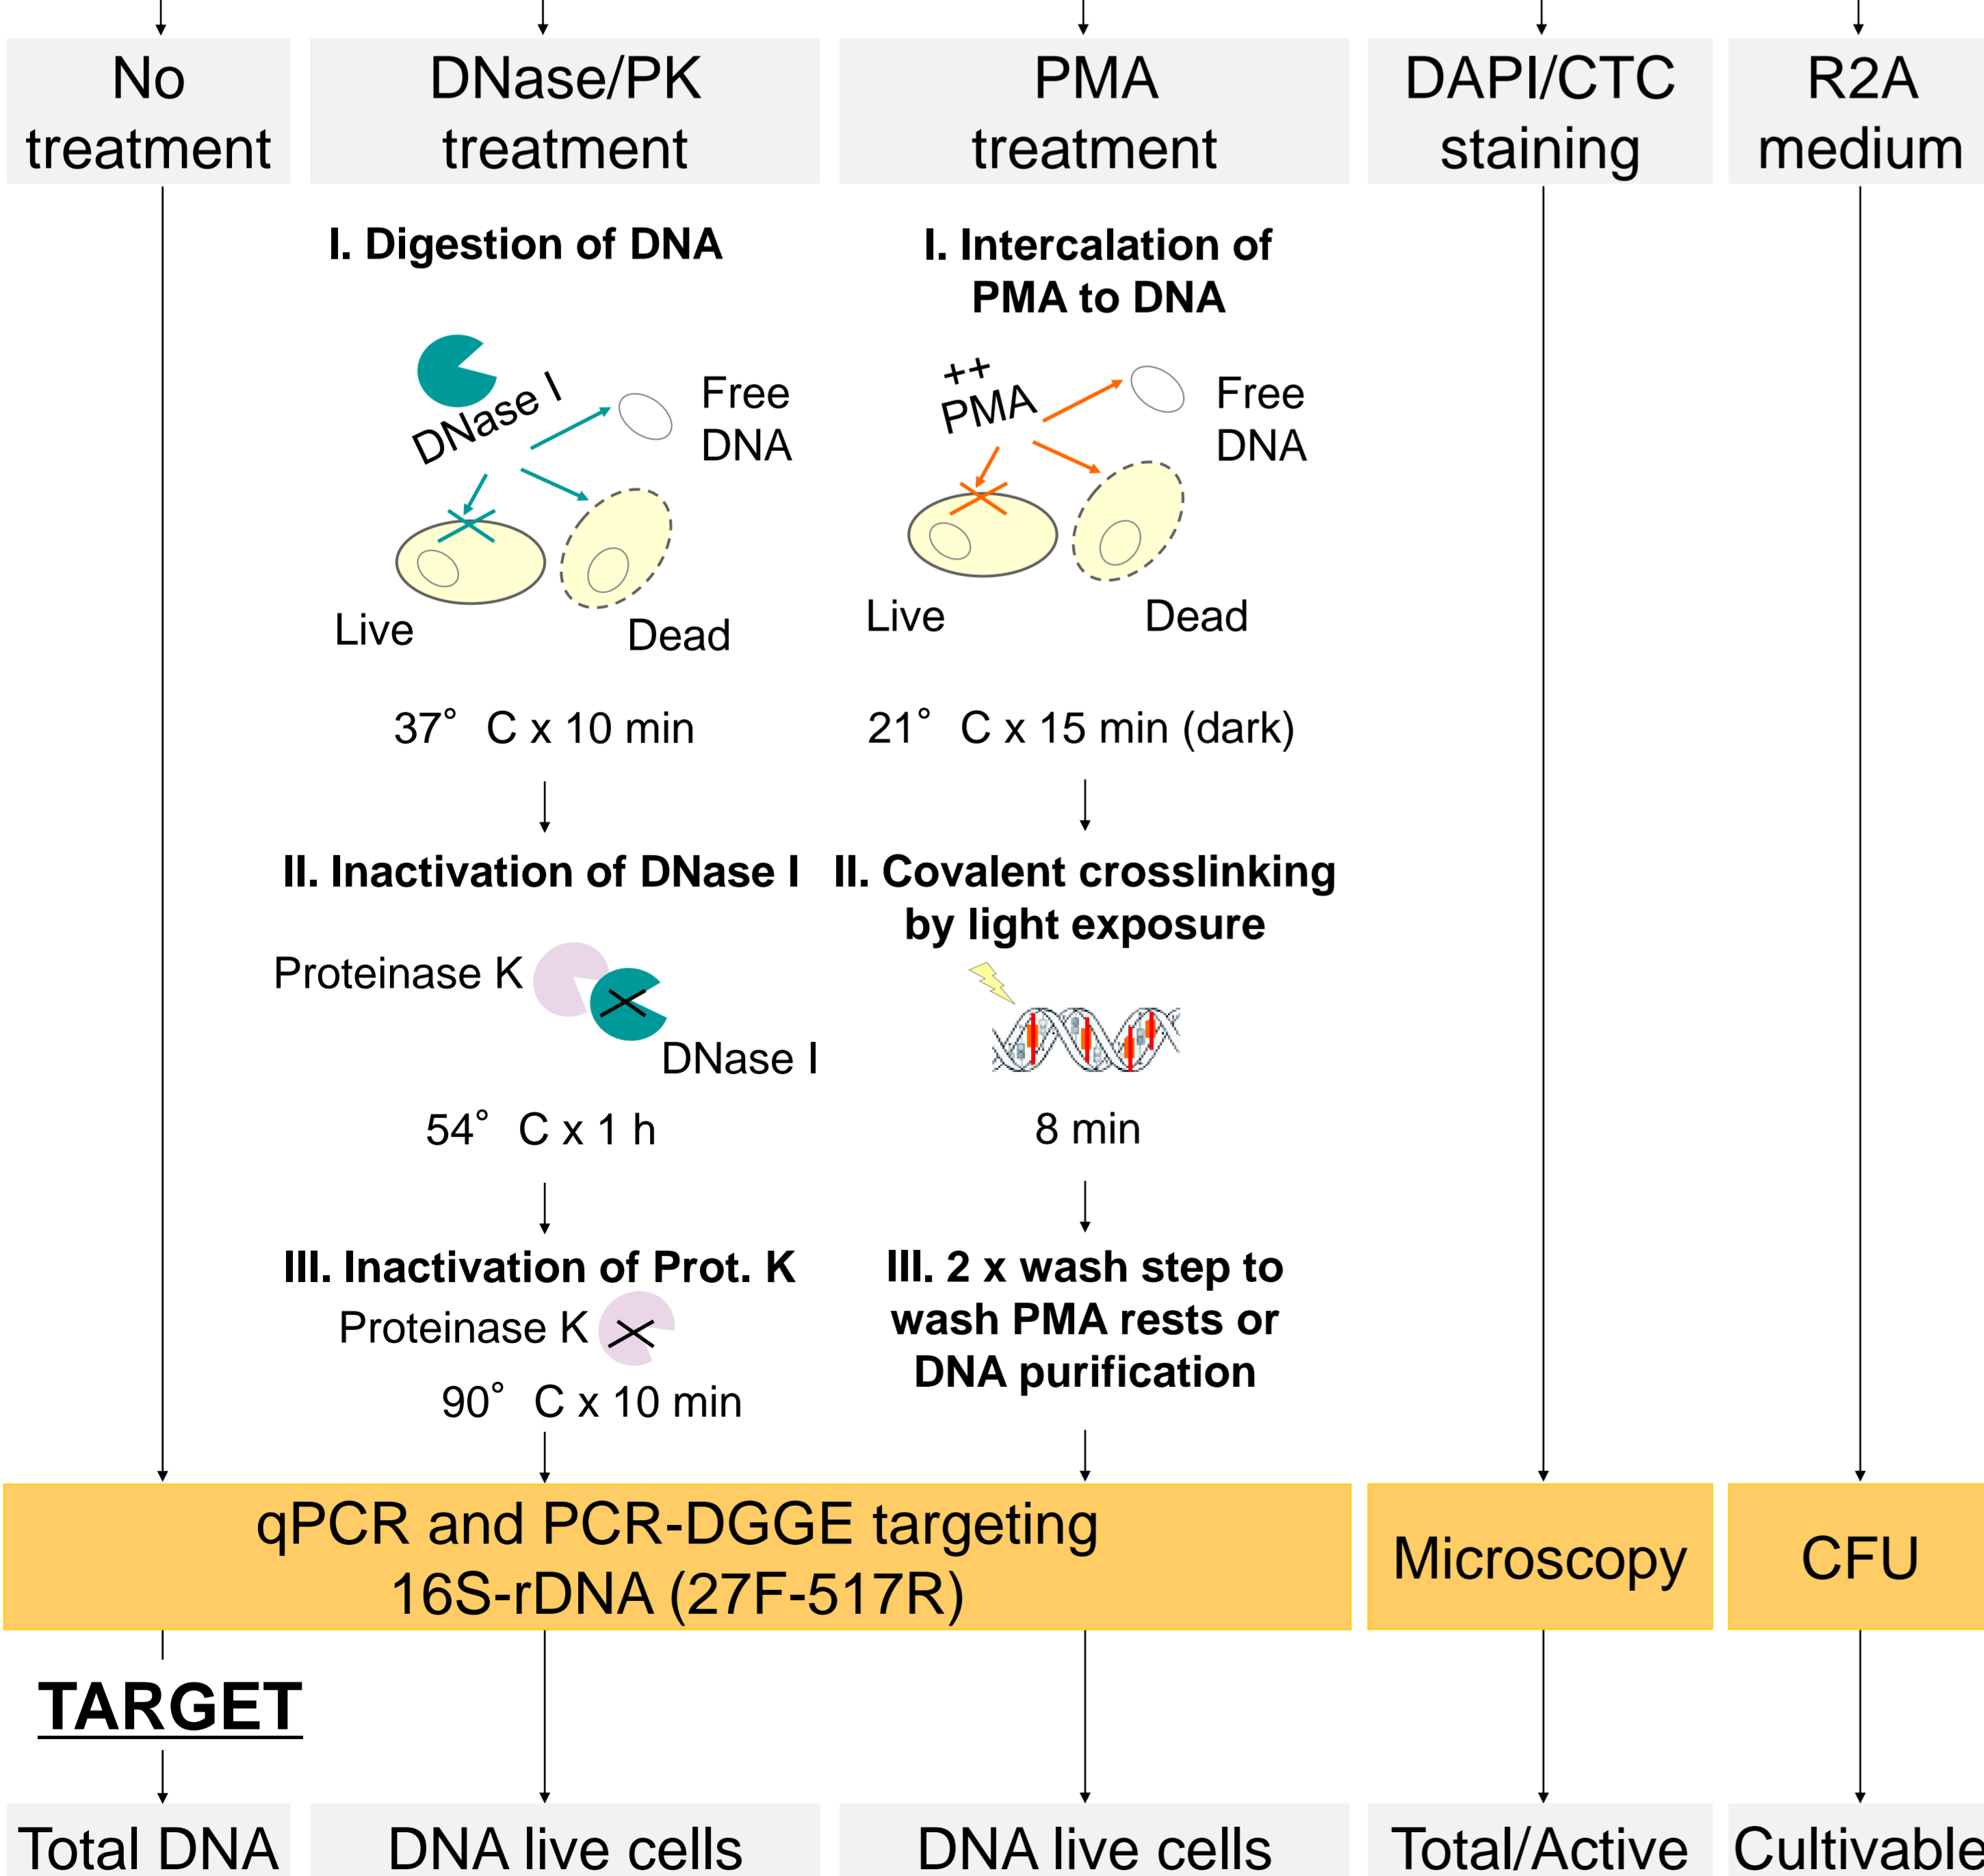 No
treatment
DNase/PK
treatment
PMA
treatment
DAPI/CTC
staining
R2A
medium
I. Digestion of DNA
DNase I
Free
DNA
Live
Dead
37° C x 10 min
II. Inactivation of DNase I
Proteinase K
DNase I
54° C x 1 h
III. Inactivation of Prot. K
Proteinase K
90° C x 10 min
I. Intercalation of
PMA to DNA
++
PMA
Free
DNA
Live
Dead
21° C x 15 min (dark)
II. Covalent crosslinking
by light exposure
8 min
III. 2 x wash step to
wash PMA rests or
DNA purification
qPCR and PCR-DGGE targeting
16S-rDNA (27F-517R)
Microscopy
CFU
TARGET
Total DNA
DNA live cells
DNA live cells
Total/Active
Cultivable